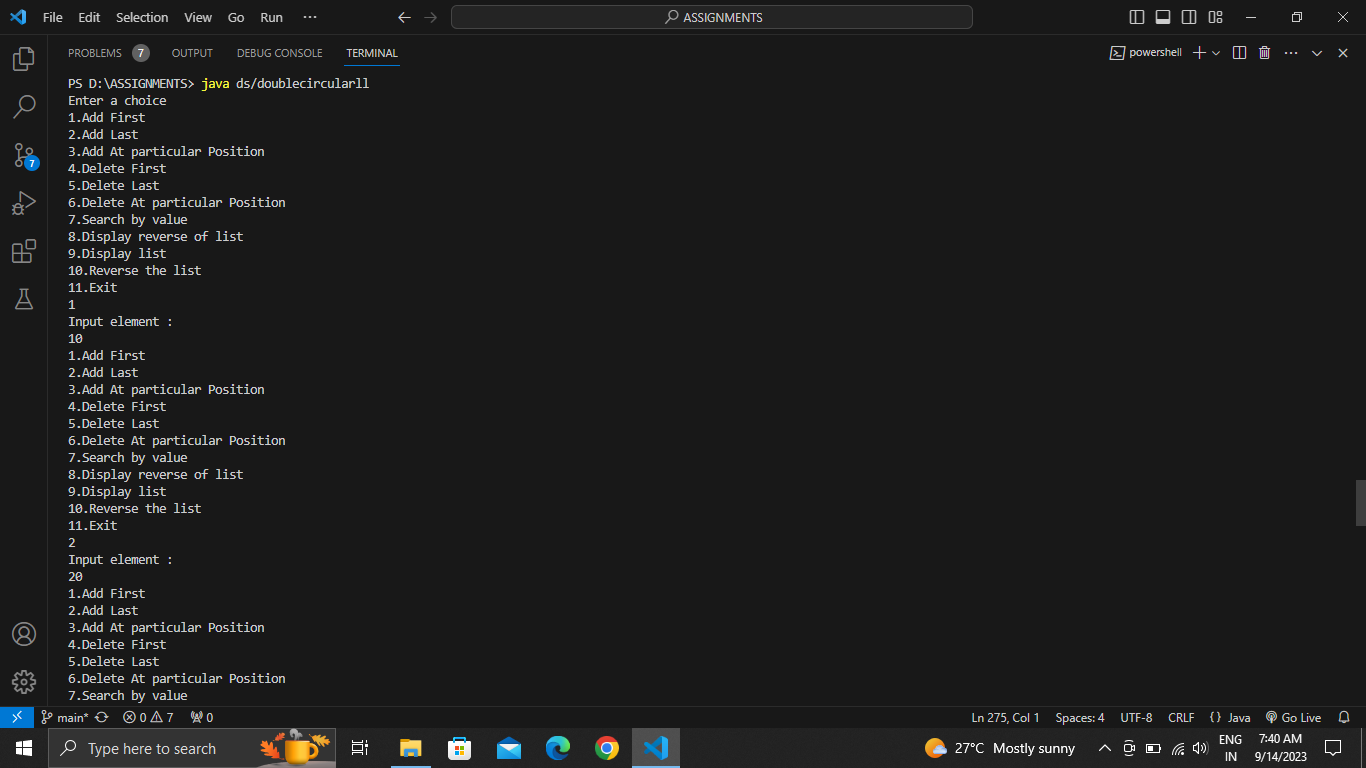 File Edit Selection View Go Run ··· ASSIGNMENTS
PROBLEMS 7 OUTPUT DEBUG CONSOLE TERMINAL powershell
PS D:\ASSIGNMENTS> java ds/doublecircularll
Enter a choice
1.Add First
2.Add Last
3.Add At particular Position
4.Delete First
5.Delete Last
6.Delete At particular Position
7.Search by value
8.Display reverse of list
9.Display list
10.Reverse the list
11.Exit
1
Input element :
10
1.Add First
2.Add Last
3.Add At particular Position
4.Delete First
5.Delete Last
6.Delete At particular Position
7.Search by value
8.Display reverse of list
9.Display list
10.Reverse the list
11.Exit
2
Input element :
20
1.Add First
2.Add Last
3.Add At particular Position
4.Delete First
5.Delete Last
6.Delete At particular Position
7.Search by value
7
main* 0 7 0 Ln 275, Col 1 Spaces: 4 UTF-8 CRLF {} Java Go Live
Type here to search 27°C Mostly sunny
ENG
IN
7:40 AM
9/14/2023